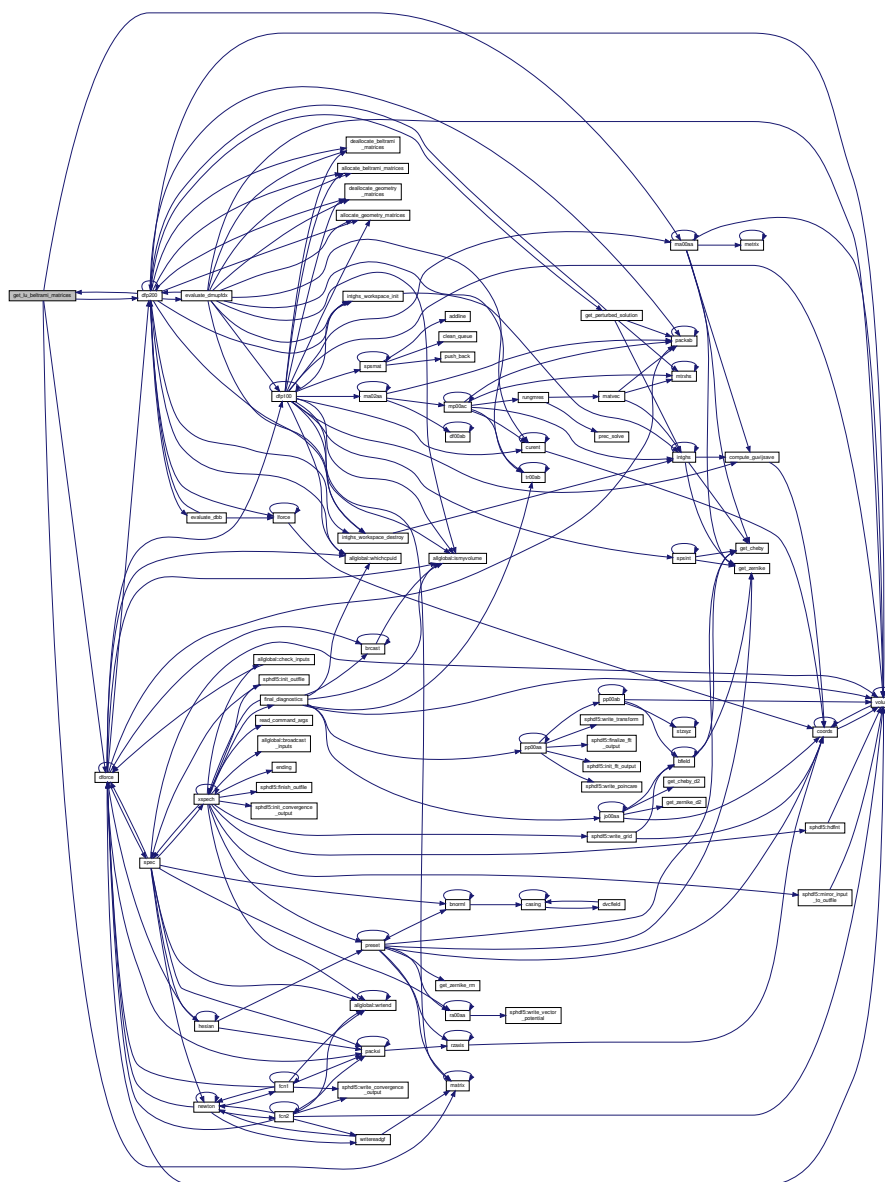 deallocate_beltrami
_matrices
allocate_beltrami_matrices
deallocate_geometry
_matrices
allocate_geometry_matrices
ma00aa
metrix
get_lu_beltrami_matrices
dfp200
evaluate_dmupfdx
intghs_workspace_init
get_perturbed_solution
addline
clean_queue
push_back
packab
spsmat
mtrxhs
dfp100
ma02aa
mp00ac
rungmres
matvec
df00ab
prec_solve
curent
intghs
compute_guvijsave
tr00ab
evaluate_dbb
lforce
intghs_workspace_destroy
allglobal::whichcpuid
allglobal::ismyvolume
get_cheby
spsint
get_zernike
brcast
allglobal::check_inputs
sphdf5::init_outfile
final_diagnostics
read_command_args
allglobal::broadcast
_inputs
ending
sphdf5::finish_outfile
sphdf5::init_convergence
_output
pp00ab
volu
sphdf5::write_transform
stzxyz
coords
pp00aa
sphdf5::finalize_flt
_output
sphdf5::init_flt_output
bfield
sphdf5::write_poincare
get_cheby_d2
get_zernike_d2
dforce
xspech
jo00aa
sphdf5::write_grid
sphdf5::hdfint
spec
sphdf5::mirror_input
_to_outfile
bnorml
casing
dvcfield
preset
get_zernike_rm
allglobal::wrtend
ra00aa
sphdf5::write_vector
_potential
hesian
packxi
rzaxis
fcn1
sphdf5::write_convergence
_output
matrix
newton
fcn2
writereadgf